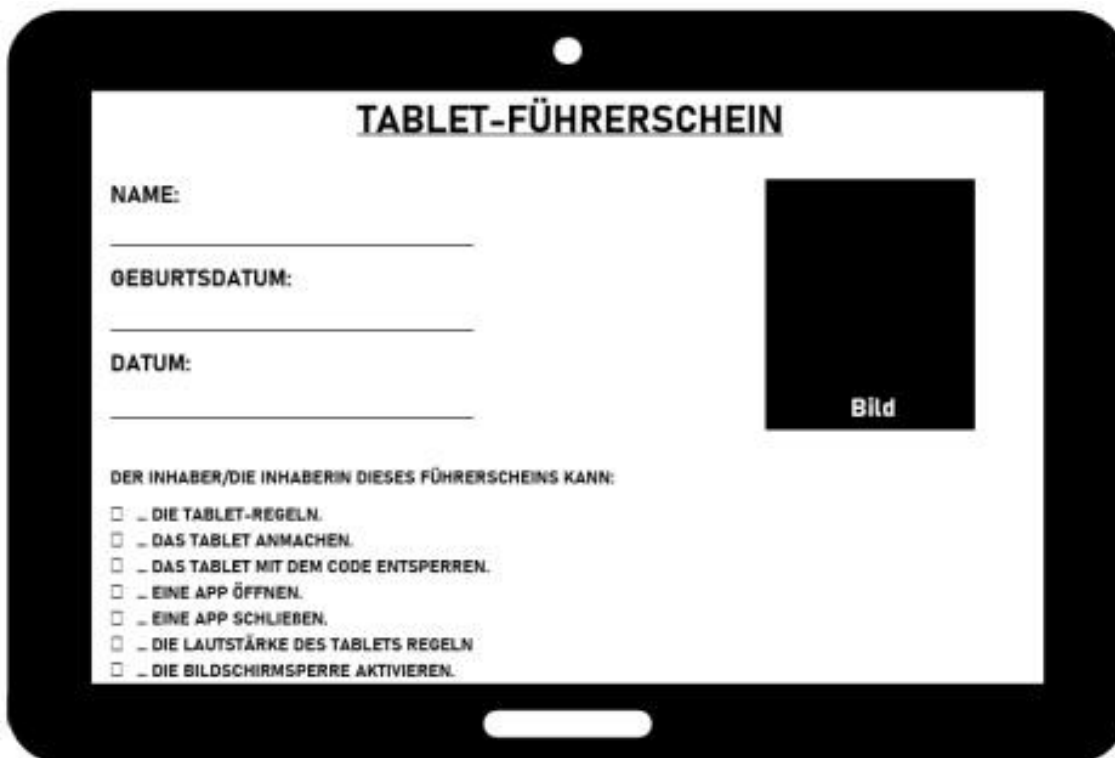 TABLET-FÜHRERSCHEIN
NAME:
GEBURTSDATUM:
DATUM:
Bild
DER INHABER/DIE INHABERIN DIESES FÜHRERSCHEINS KANN:
☐ … DIE TABLET-REGELN.
☐ … DAS TABLET ANMACHEN.
☐ … DAS TABLET MIT DEM CODE ENTSPERREN.
☐ … EINE APP ÖFFNEN.
☐ … EINE APP SCHLIEßEN.
☐ … DIE LAUTSTÄRKE DES TABLETS REGELN
☐ … DIE BILDSCHIRMSPERRE AKTIVIEREN.